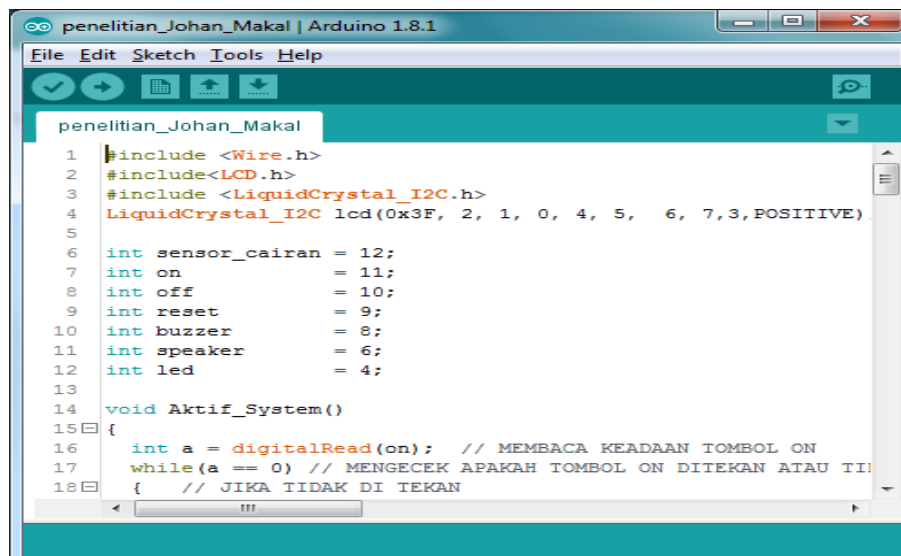 penelitian_Johan_Makal | Arduino 1.8.1
File Edit Sketch Tools Help
penelitian_Johan_Makal
1 #include <Wire.h>
2 #include<LCD.h>
3 #include <LiquidCrystal_I2C.h>
4 LiquidCrystal_I2C lcd(0x3F, 2, 1, 0, 4, 5,  6, 7,3,POSITIVE)
5
6 int sensor_cairan = 12;
7 int on            = 11;
8 int off           = 10;
9 int reset         = 9;
10 int buzzer        = 8;
11 int speaker       = 6;
12 int led           = 4;
13
14 void Aktif_System()
15 {
16   int a = digitalRead(on);  // MEMBACA KEADAAN TOMBOL ON
17   while(a == 0) // MENGECEK APAKAH TOMBOL ON DITEKAN ATAU
18   {   // JIKA TIDAK DI TEKAN